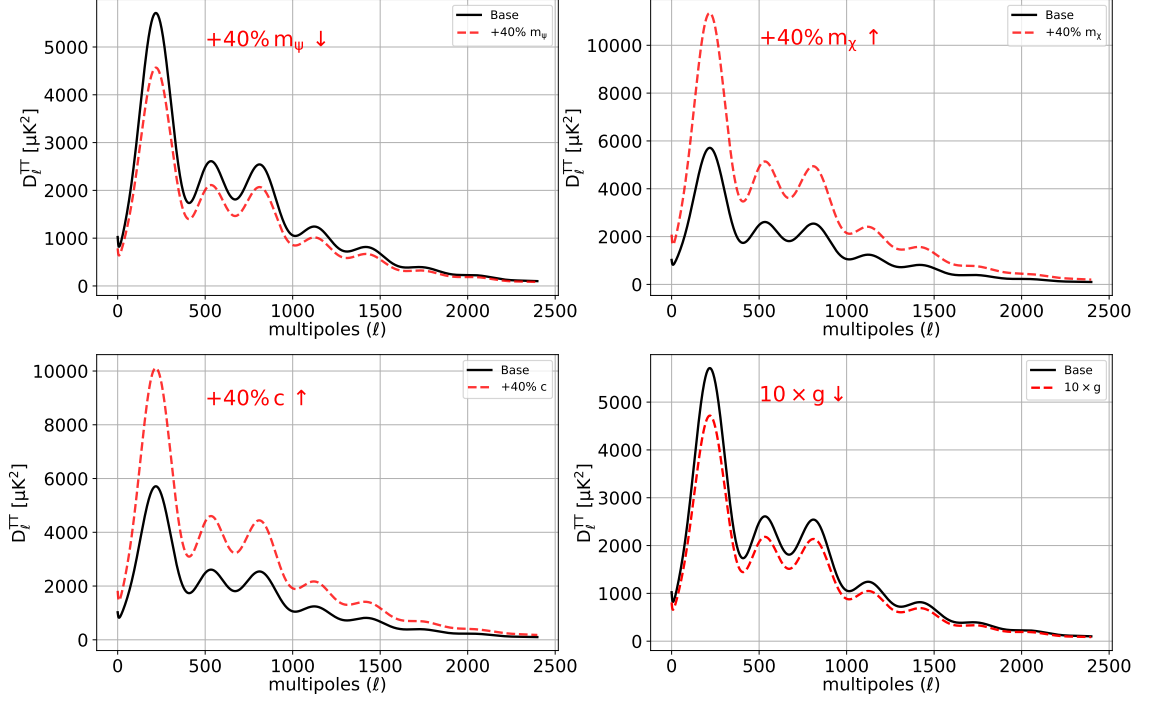 Base
+40% mψ
+40% mψ ↓
D_ℓ^TT [μK²]
5000
4000
3000
2000
1000
0
0 500 1000 1500 2000 2500
multipoles (ℓ)
Base
+40% mχ
+40% mχ ↑
D_ℓ^TT [μK²]
10000
8000
6000
4000
2000
0
0 500 1000 1500 2000 2500
multipoles (ℓ)
Base
+40% c
+40% c ↑
D_ℓ^TT [μK²]
10000
8000
6000
4000
2000
0
0 500 1000 1500 2000 2500
multipoles (ℓ)
Base
10 × g
10 × g ↓
D_ℓ^TT [μK²]
5000
4000
3000
2000
1000
0
0 500 1000 1500 2000 2500
multipoles (ℓ)